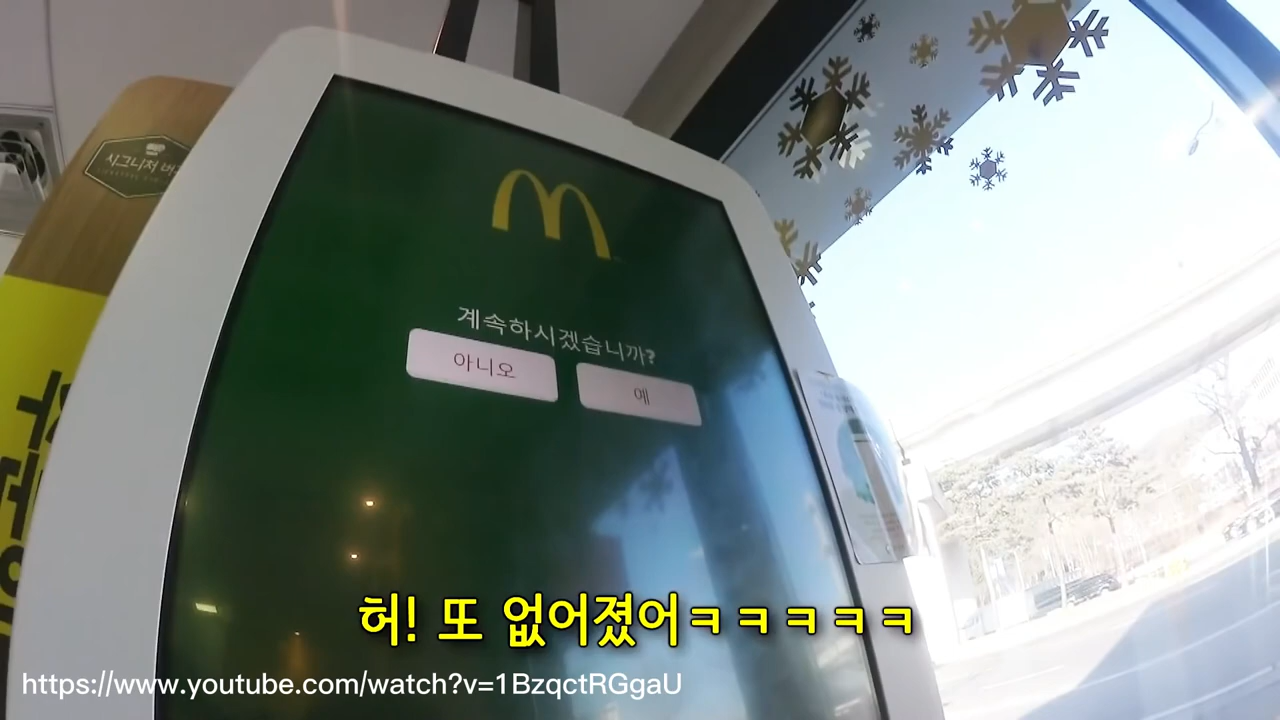 시그니처 버거
계속하시겠습니까?
아니오
예
허! 또 없어졌어ㅋㅋㅋㅋㅋ
https://www.youtube.com/watch?v=1BzqctRGgaU